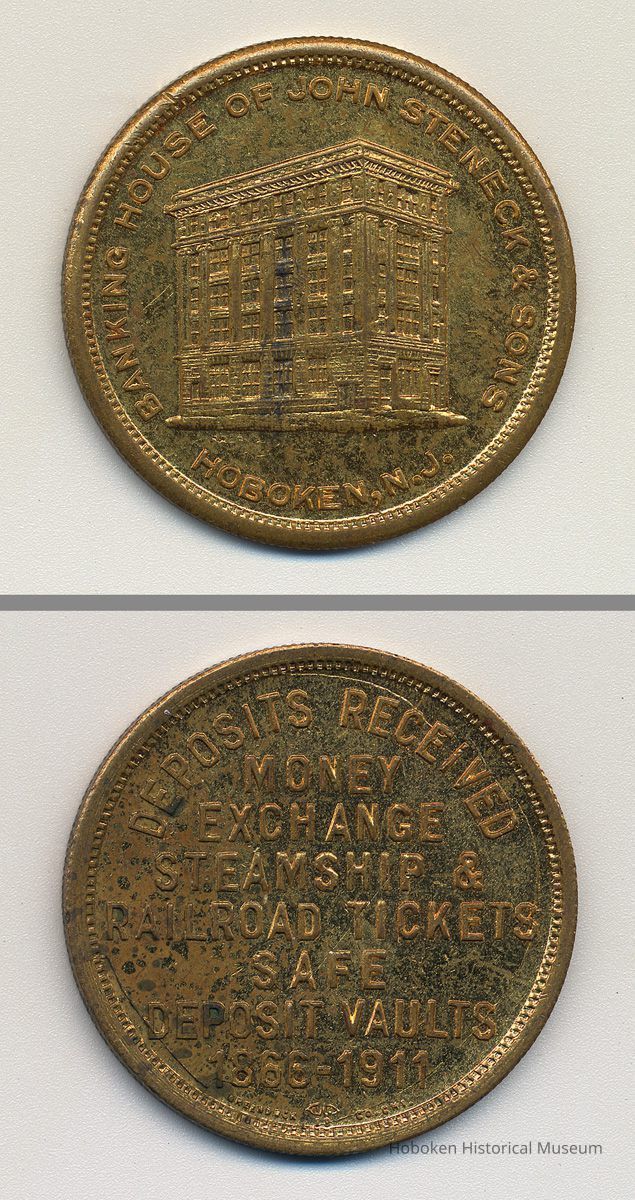 BANKING HOUSE OF JOHN STENECK & SONS
HOBOKEN, N.J.
DEPOSITS RECEIVED
MONEY
EXCHANGE
STEAMSHIP &
RAILROAD TICKETS
SAFE
DEPOSIT VAULTS
1866-1911
Hoboken Historical Museum